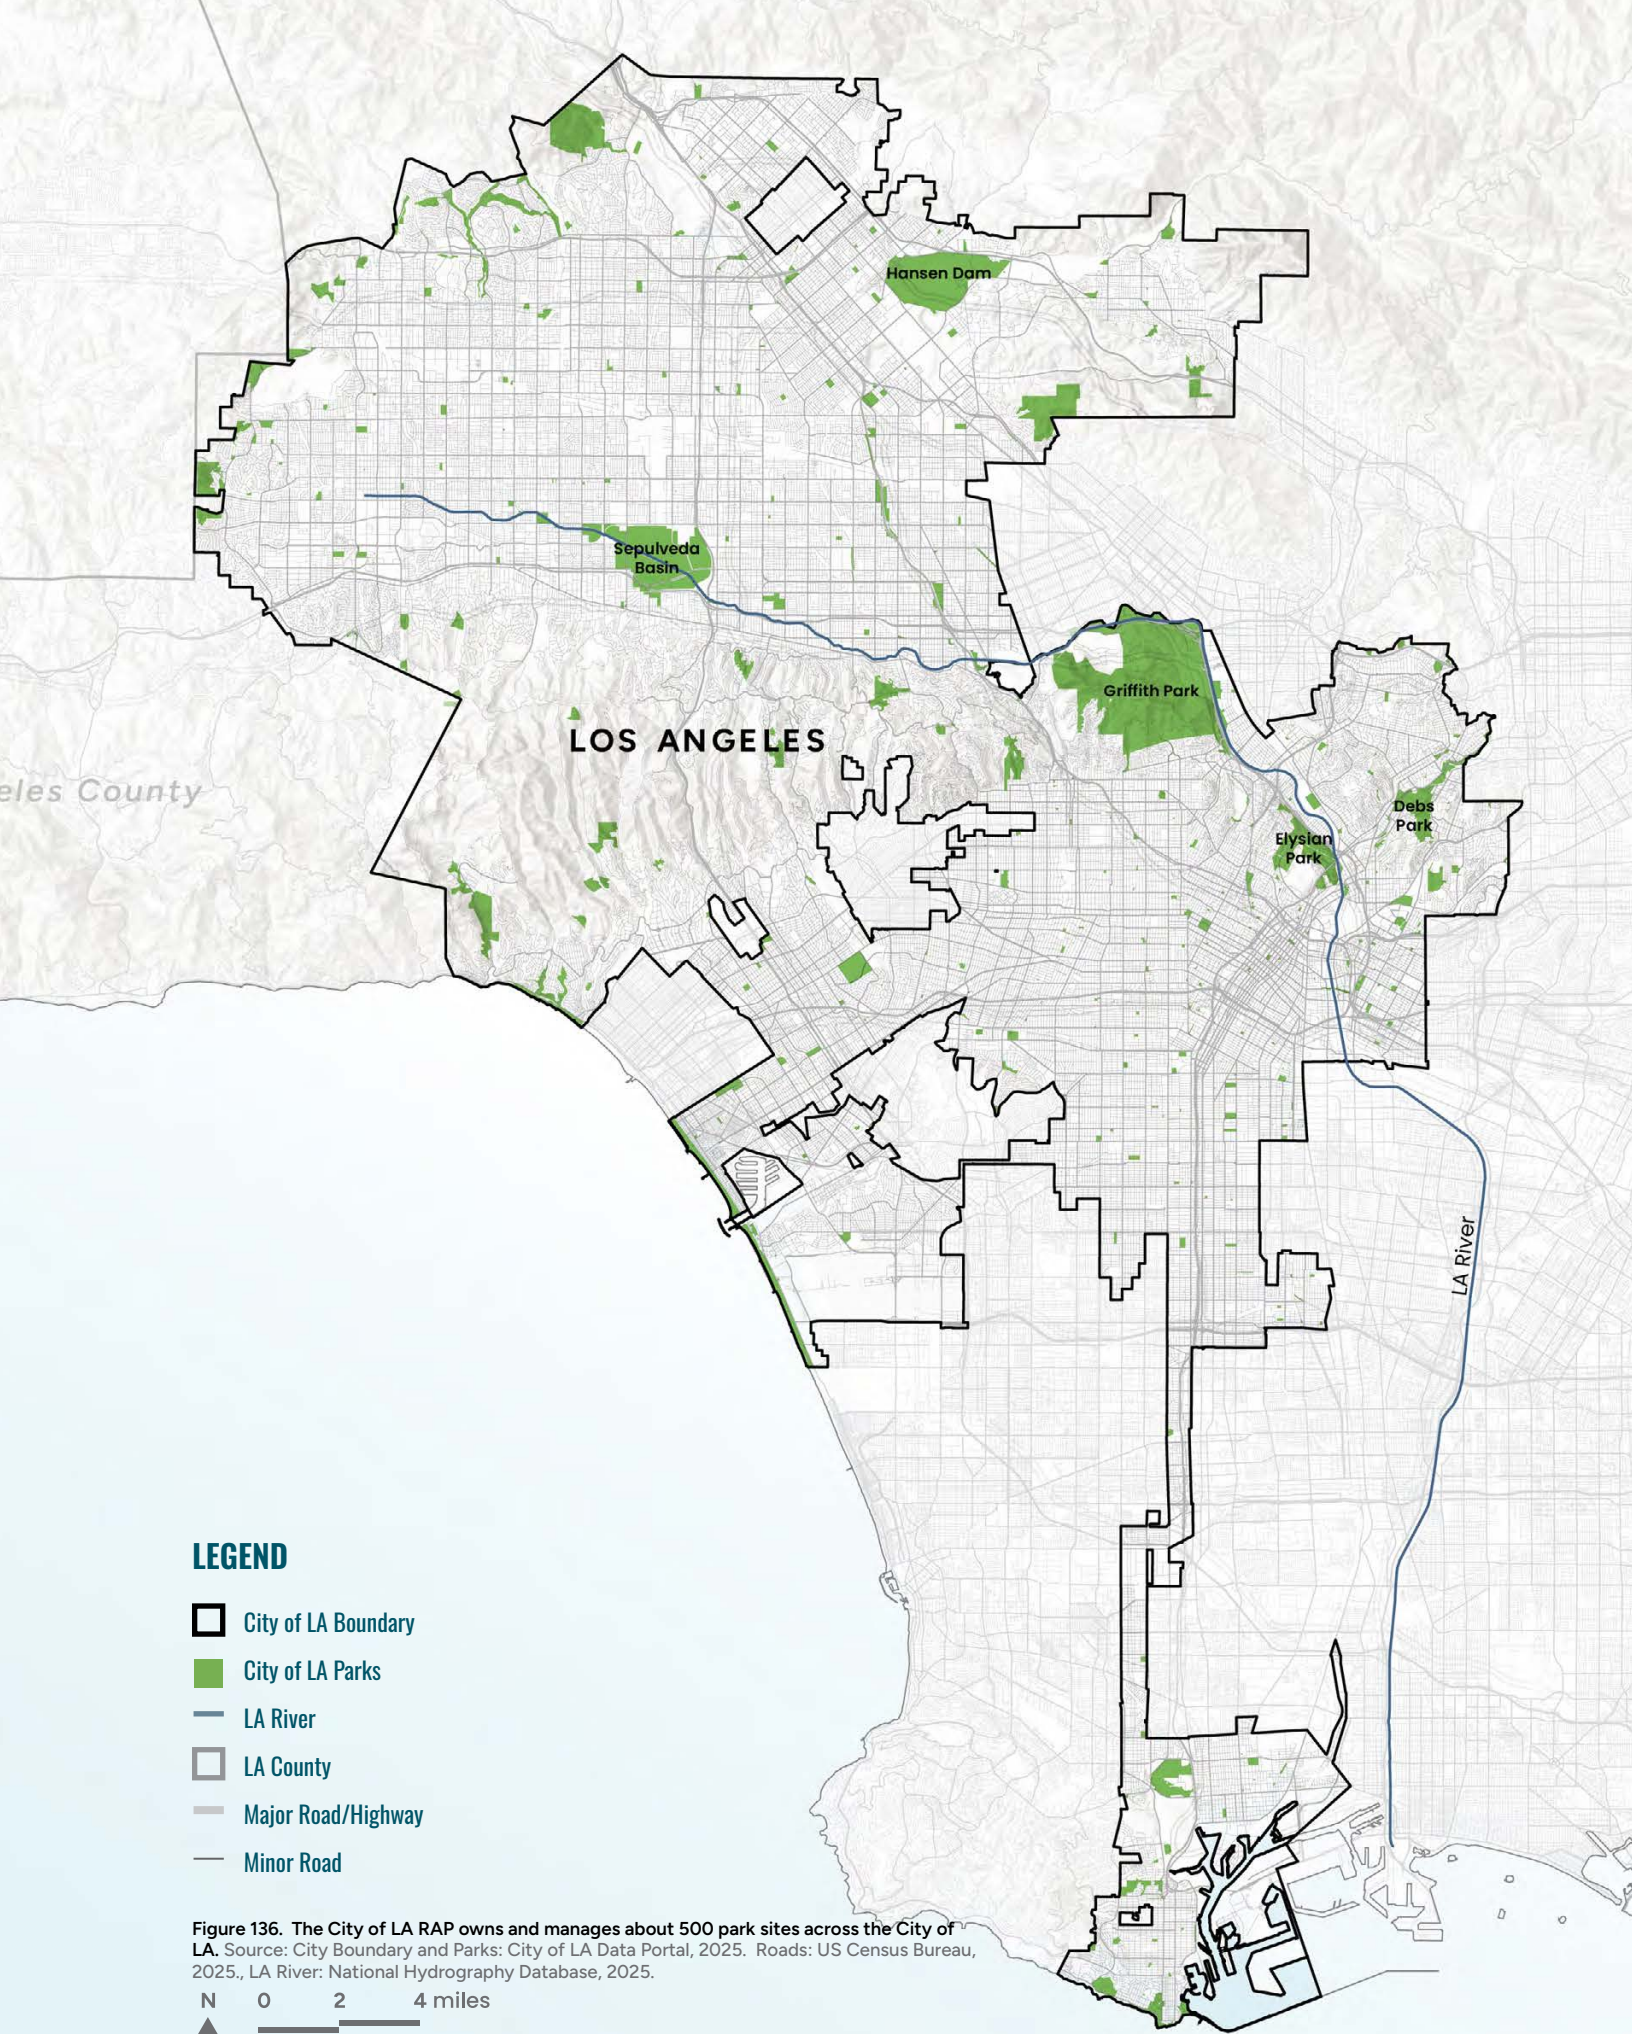 Hansen Dam
Sepulveda
Basin
Griffith Park
LOS ANGELES
eles County
Debs
Park
Elysian
Park
LA River
LEGEND
City of LA Boundary
City of LA Parks
LA River
LA County
Major Road/Highway
Minor Road
Figure 136. The City of LA RAP owns and manages about 500 park sites across the City of
LA. Source: City Boundary and Parks: City of LA Data Portal, 2025. Roads: US Census Bureau,
2025., LA River: National Hydrography Database, 2025.
N 0 2 4 miles